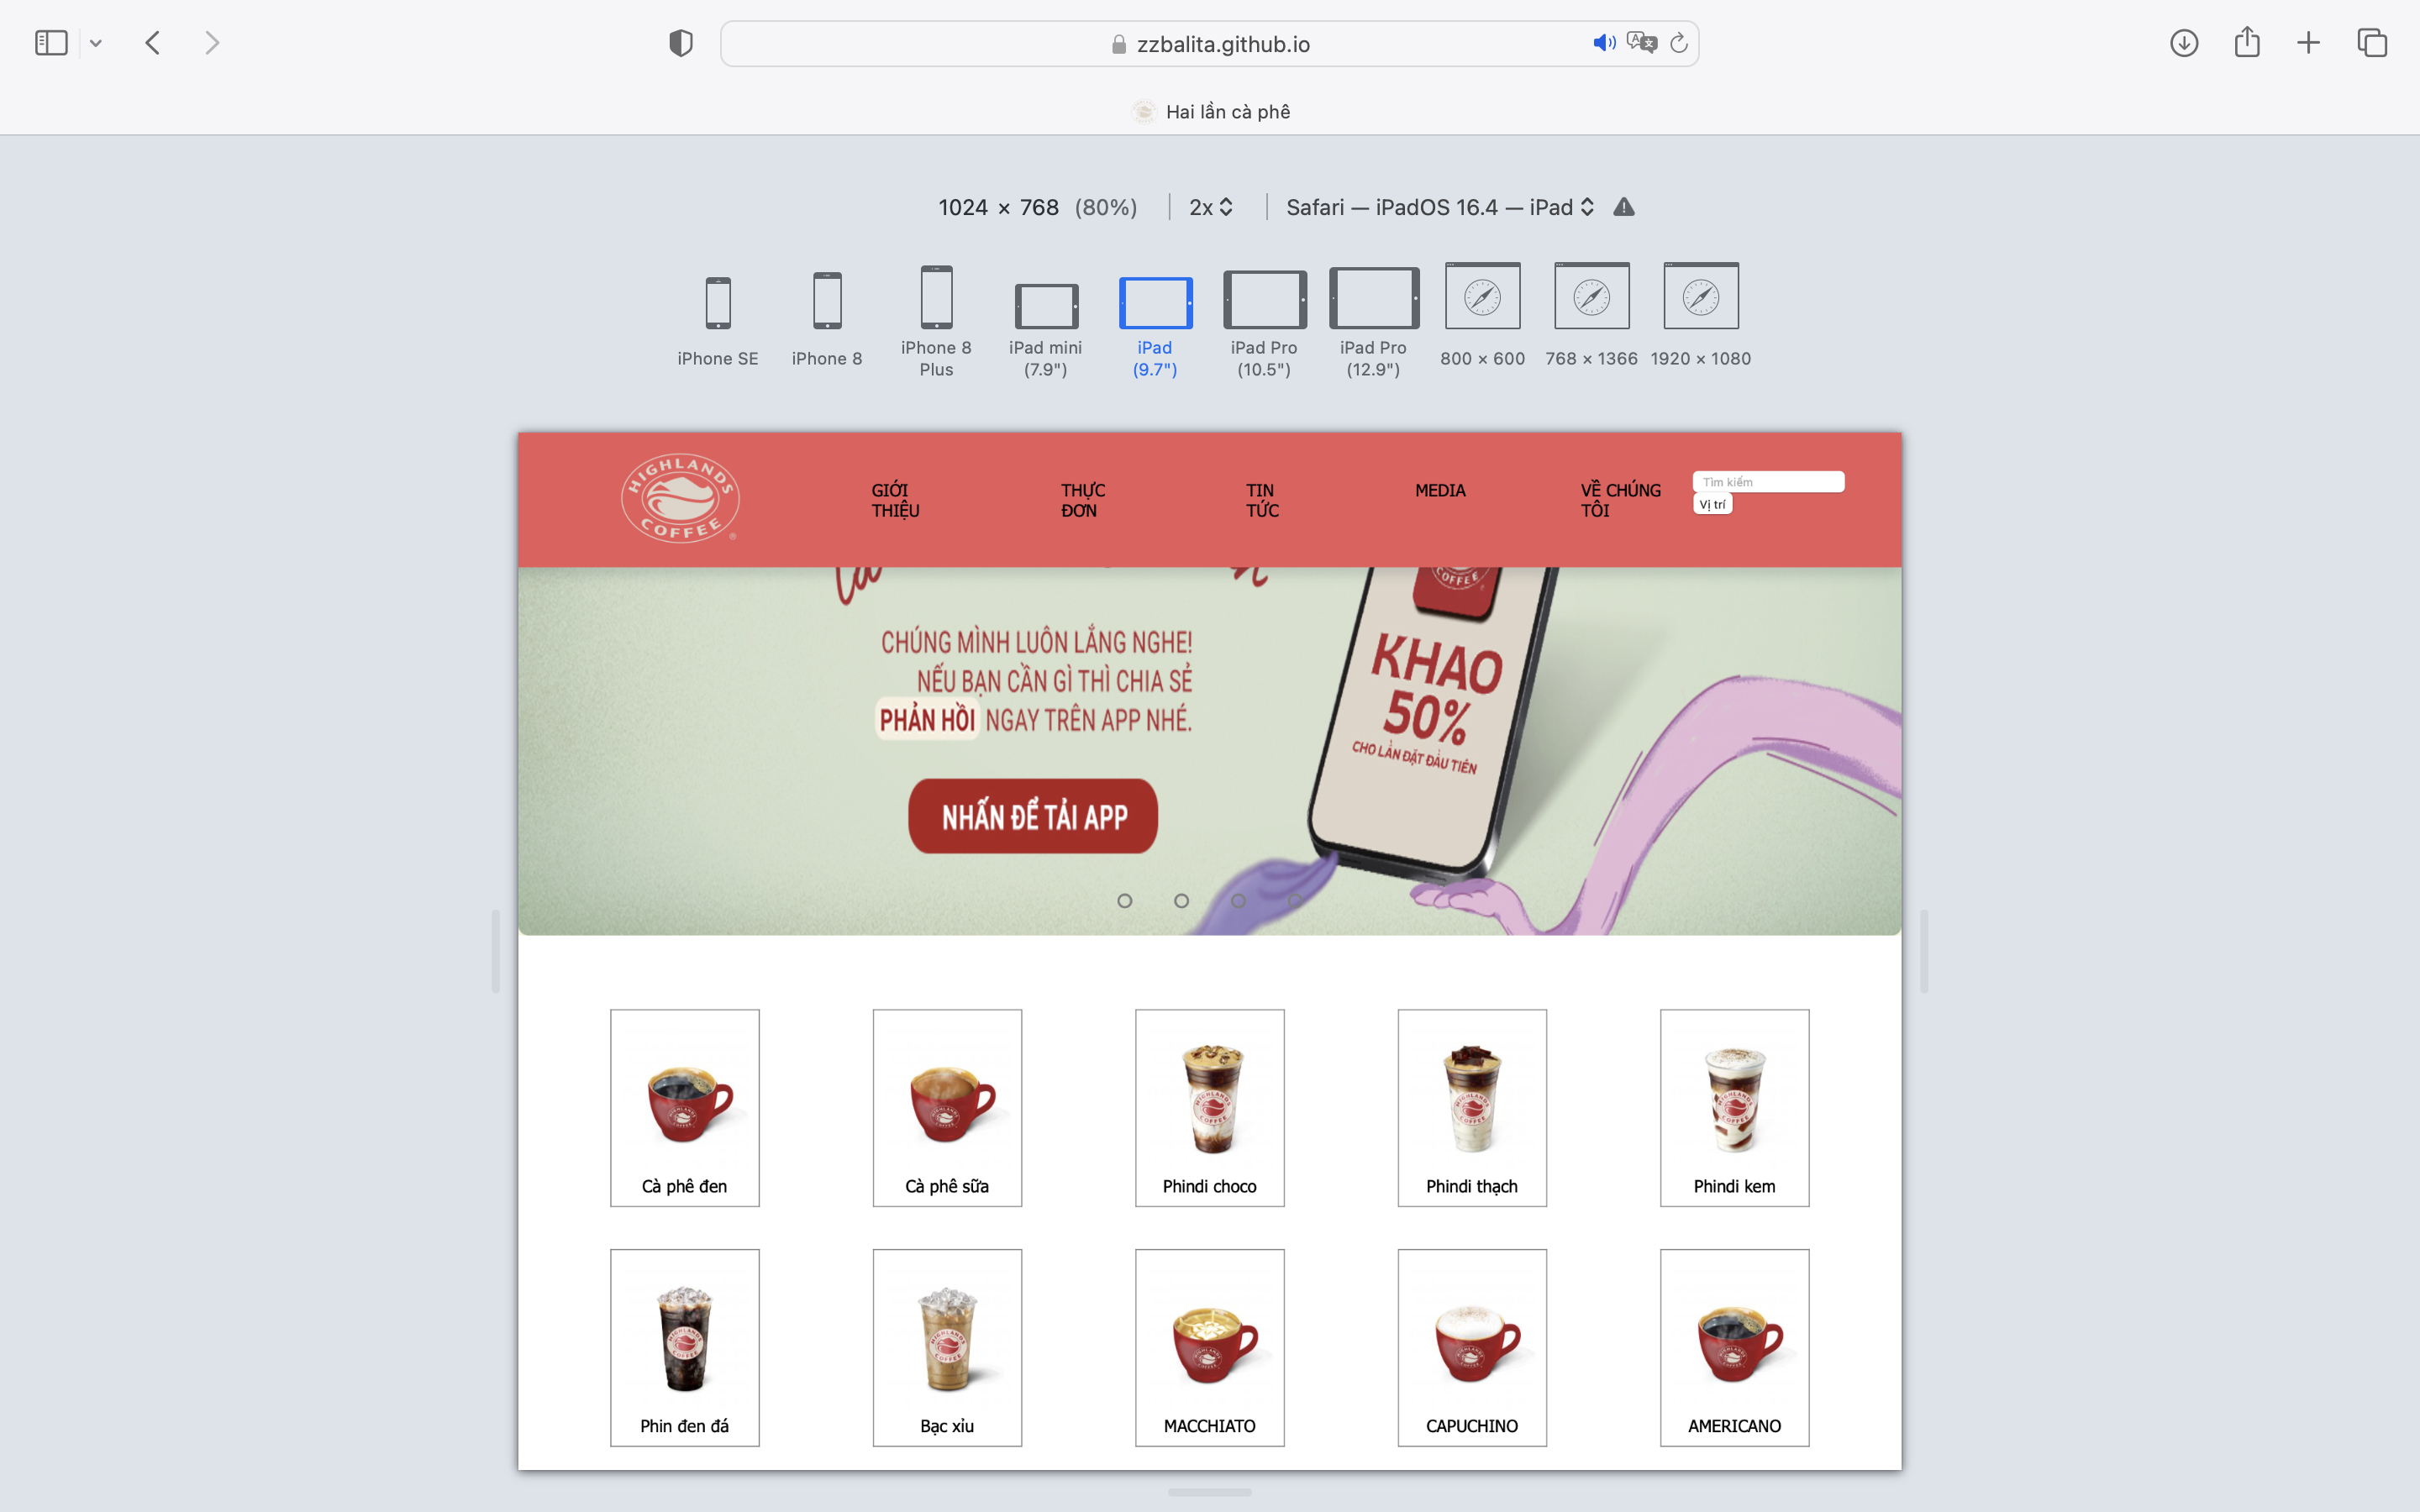 zzbalita.github.io
Hai lần cà phê
1024 × 768 (80%) 2x Safari — iPadOS 16.4 — iPad
iPhone SE
iPhone 8
iPhone 8
Plus
iPad mini
(7.9")
iPad
(9.7")
iPad Pro
(10.5")
iPad Pro
(12.9")
800 × 600
768 × 1366
1920 × 1080
HIGHLANDS
COFFEE
®
GIỚI
THIỆU
THỰC
ĐƠN
TIN
TỨC
MEDIA
VỀ CHÚNG
TÔI
Tìm kiếm
Vị trí
COFFEE
CHÚNG MÌNH LUÔN LẮNG NGHE!
NẾU BẠN CẦN GÌ THÌ CHIA SẺ
PHẢN HỒI NGAY TRÊN APP NHÉ.
NHẤN ĐỂ TẢI APP
KHAO
50%
CHO LẦN ĐẶT ĐẦU TIÊN
Cà phê đen
Cà phê sữa
Phindi choco
Phindi thạch
Phindi kem
Phin đen đá
Bạc xỉu
MACCHIATO
CAPUCHINO
AMERICANO